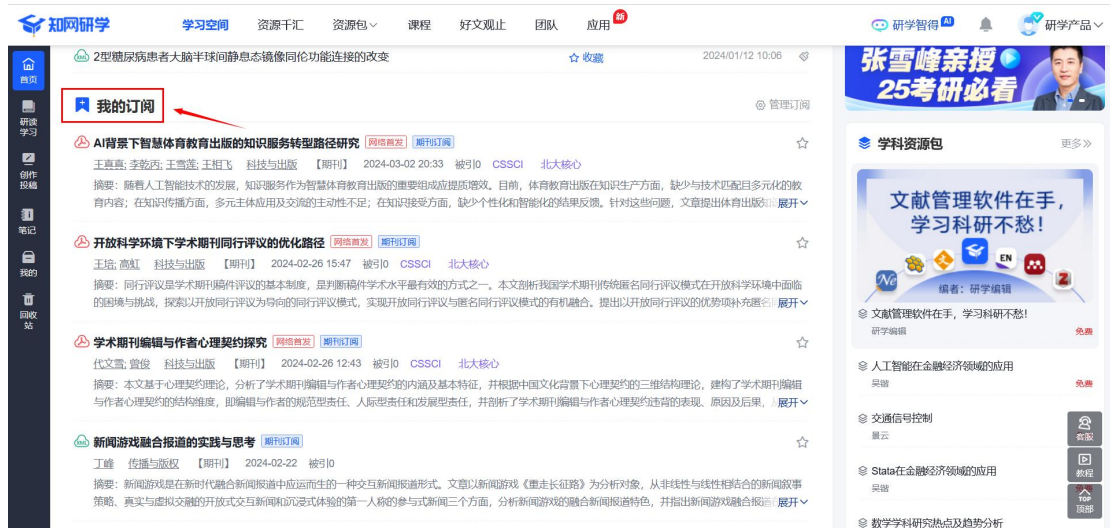 知网研学
学习空间 资源千汇 资源包 课程 好文观止 团队 应用 新
研学智得 AI 研学产品
首页
研读
学习
创作
投稿
笔记
我的
回收
站
2型糖尿病患者大脑半球间静息态镜像同伦功能连接的改变 收藏 2024/01/12 10:06
我的订阅 管理订阅
AI背景下智慧体育教育出版的知识服务转型路径研究 网络首发 期刊订阅
王真真; 李乾丙; 王雪莲; 王相飞 科技与出版 【期刊】 2024-03-02 20:33 被引0 CSSCI 北大核心
摘要：随着人工智能技术的发展，知识服务作为智慧体育教育出版的重要组成应提质增效。目前，体育教育出版在知识生产方面，缺少与技术匹配且多元化的教
育内容；在知识传播方面，多元主体应用及交流的主动性不足；在知识接受方面，缺少个性化和智能化的结果反馈。针对这些问题，文章提出体育出版知 展开
开放科学环境下学术期刊同行评议的优化路径 网络首发 期刊订阅
王培; 高虹 科技与出版 【期刊】 2024-02-26 15:47 被引0 CSSCI 北大核心
摘要：同行评议是学术期刊稿件评议的基本制度，是判断稿件学术水平最有效的方式之一。本文剖析我国学术期刊传统匿名同行评议模式在开放科学环境中面临
的困境与挑战，探索以开放同行评议为导向的同行评议模式，实现开放同行评议与匿名同行评议模式的有机融合。提出以开放同行评议的优势项补充匿名 展开
学术期刊编辑与作者心理契约探究 网络首发 期刊订阅
代文雪; 曾俊 科技与出版 【期刊】 2024-02-26 12:43 被引0 CSSCI 北大核心
摘要：本文基于心理契约理论，分析了学术期刊编辑与作者心理契约的内涵及基本特征，并根据中国文化背景下心理契约的三维结构理论，建构了学术期刊编辑
与作者心理契约的结构维度，即编辑与作者的规范型责任、人际型责任和发展型责任，并剖析了学术期刊编辑与作者心理契约违背的表现、原因及后果， 展开
新闻游戏融合报道的实践与思考 期刊订阅
丁峰 传播与版权 【期刊】 2024-02-22 被引0
摘要：新闻游戏是在新时代融合新闻报道中应运而生的一种交互新闻报道形式。文章以新闻游戏《重走长征路》为分析对象，从非线性与线性相结合的新闻叙事
策略、真实与虚拟交融的开放式交互新闻和沉浸式体验的第一人称的参与式新闻三个方面，分析新闻游戏的融合新闻报道特色，并指出新闻游戏融合报道 展开
张雪峰亲授
25考研必看
学科资源包 更多
文献管理软件在手，
学习科研不愁！
Ne EN Z
编者：研学编辑
文献管理软件在手，学习科研不愁!
研学编辑 免费
人工智能在金融经济领域的应用
吴锴 免费
交通信号控制
景云
Stata在金融经济领域的应用
吴锴
数学学科研究热点及趋势分析
客服
教程
TOP
顶部